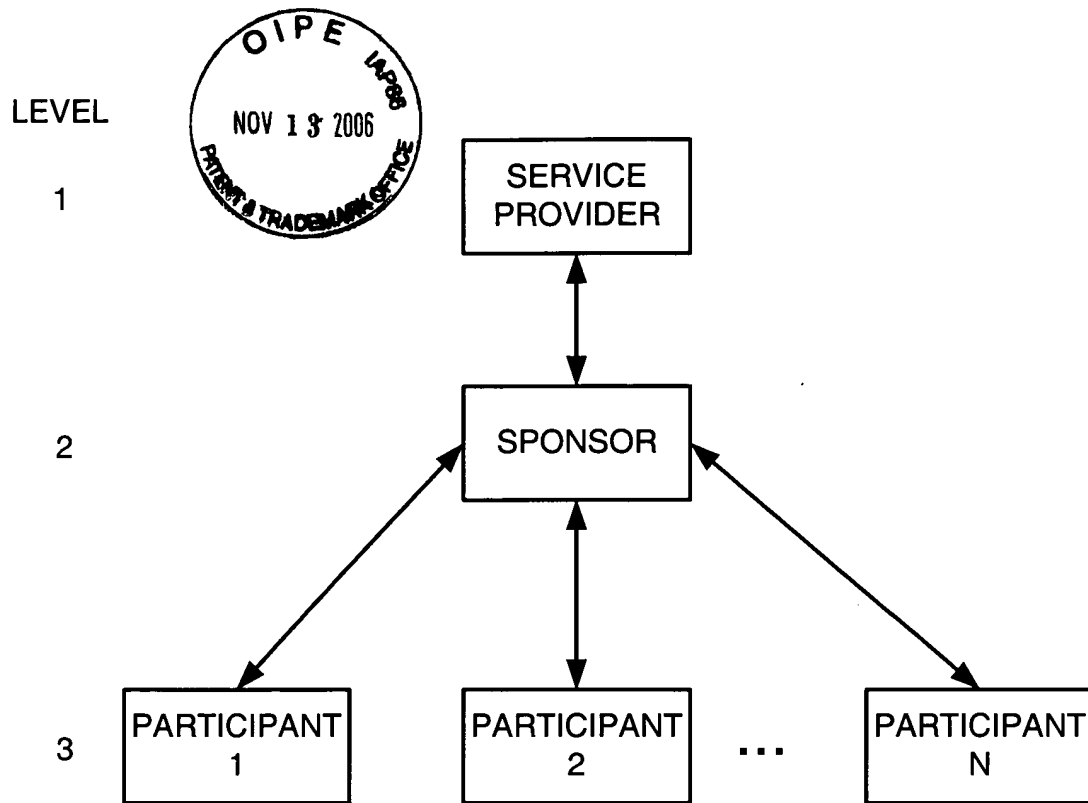 OIPE IAP86
NOV 13 2006
PATENT & TRADEMARK OFFICE
LEVEL
1
SERVICE
PROVIDER
2
SPONSOR
3
PARTICIPANT
1
PARTICIPANT
2
...
PARTICIPANT
N